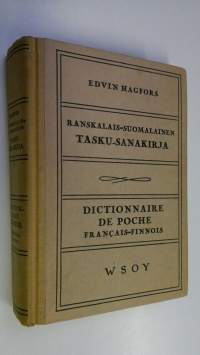 EDVIN HAGFORS
RANSKALAIS-SUOMALAINEN
TASKU-SANAKIRJA
DICTIONNAIRE
DE POCHE
FRANÇAIS-FINNOIS
WSOY